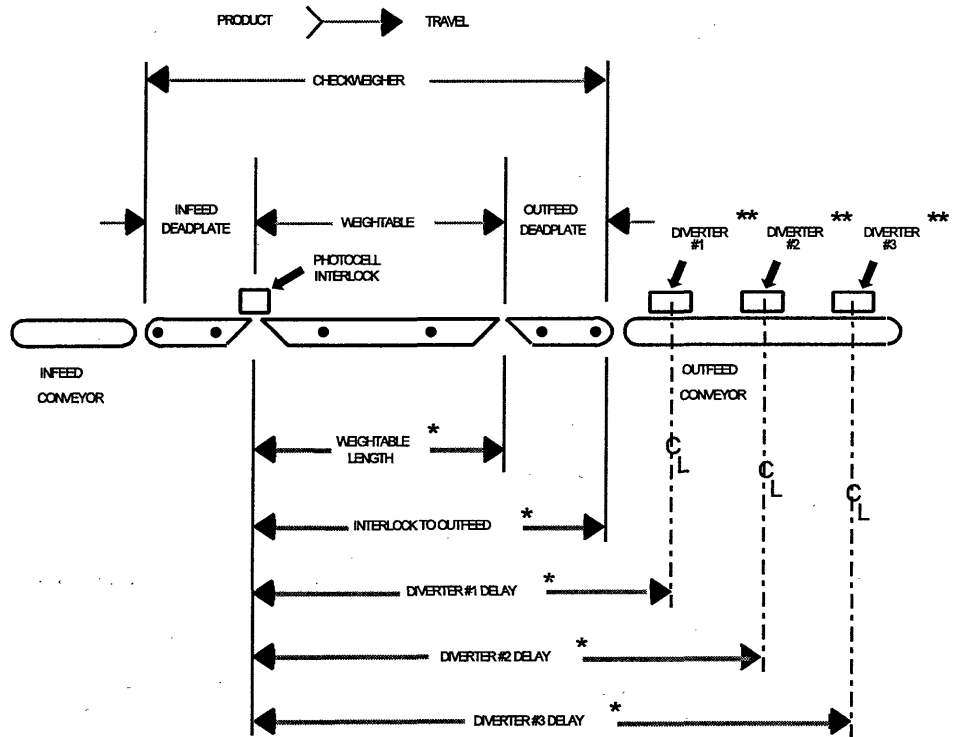 PRODUCT TRAVEL
CHECKWEIGHER
INFEED
DEADPLATE
WEIGHTABLE
OUTFEED
DEADPLATE
**
DIVERTER
#1
**
DIVERTER
#2
**
DIVERTER
#3
PHOTOCELL
INTERLOCK
INFEED
CONVEYOR
OUTFEED
CONVEYOR
WEIGHTABLE *
LENGTH
CL
CL
CL
INTERLOCK TO OUTFEED *
DIVERTER #1 DELAY *
DIVERTER #2 DELAY *
DIVERTER #3 DELAY *